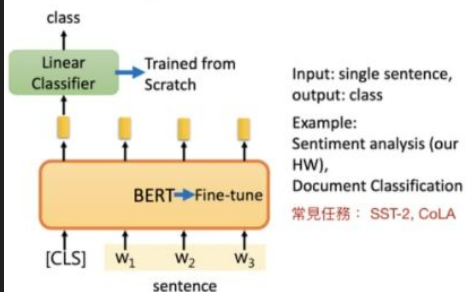 class
Linear
Classifier
Trained from
Scratch
BERT Fine-tune
[CLS] w1 w2 w3
sentence
Input: single sentence,
output: class
Example:
Sentiment analysis (our
HW),
Document Classification
常見任務： SST-2, CoLA